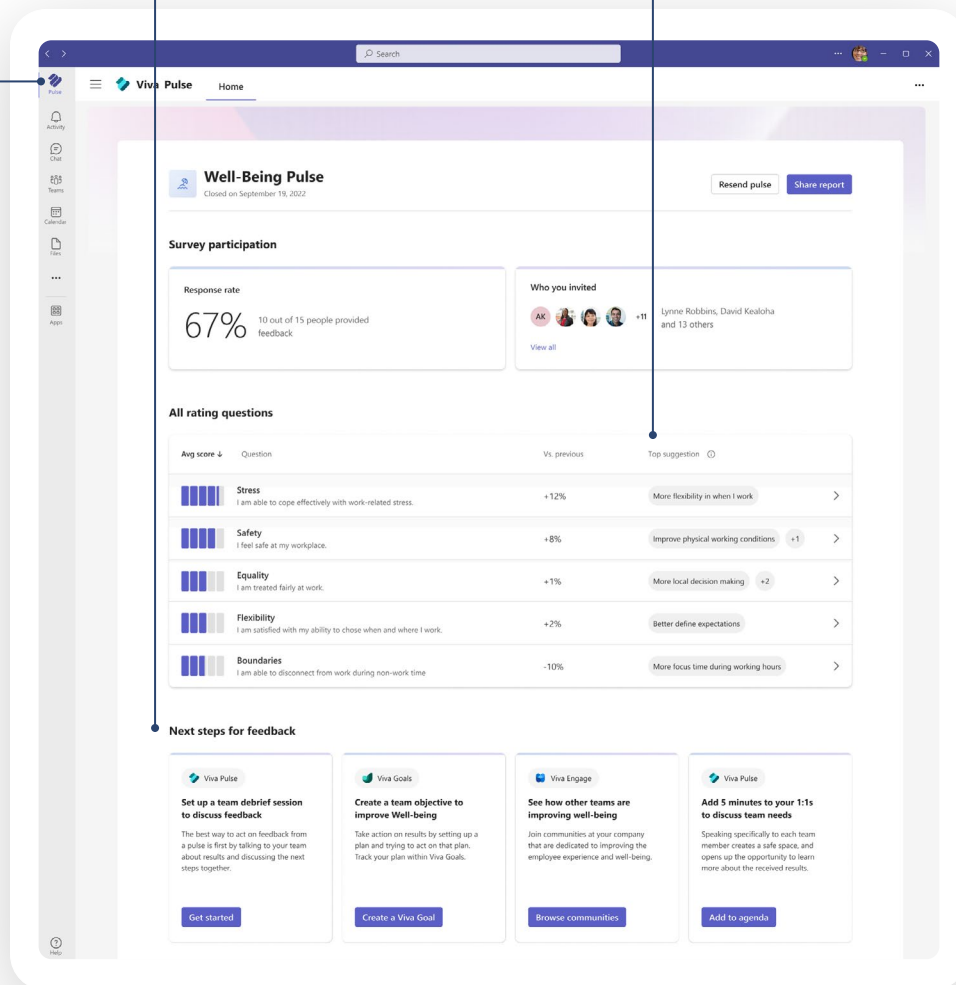 Search
Pulse
Viva Pulse
Home
Activity
Chat
Teams
Calendar
Files
Apps
Help
Well-Being Pulse
Closed on September 19, 2022
Resend pulse
Share report
Survey participation
Response rate
67%
10 out of 15 people provided
feedback
Who you invited
AK
+11
Lynne Robbins, David Kealoha
and 13 others
View all
All rating questions
Avg score ↓ Question Vs. previous Top suggestion
Stress
I am able to cope effectively with work-related stress.
+12%
More flexibility in when I work
Safety
I feel safe at my workplace.
+8%
Improve physical working conditions +1
Equality
I am treated fairly at work.
+1%
More local decision making +2
Flexibility
I am satisfied with my ability to chose when and where I work.
+2%
Better define expectations
Boundaries
I am able to disconnect from work during non-work time
-10%
More focus time during working hours
Next steps for feedback
Viva Pulse
Set up a team debrief session
to discuss feedback
The best way to act on feedback from
a pulse is first by talking to your team
about results and discussing the next
steps together.
Get started
Viva Goals
Create a team objective to
improve Well-being
Take action on results by setting up a
plan and trying to act on that plan.
Track your plan within Viva Goals.
Create a Viva Goal
Viva Engage
See how other teams are
improving well-being
Join communities at your company
that are dedicated to improving the
employee experience and well-being.
Browse communities
Viva Pulse
Add 5 minutes to your 1:1s
to discuss team needs
Speaking specifically to each team
member creates a safe space, and
opens up the opportunity to learn
more about the received results.
Add to agenda